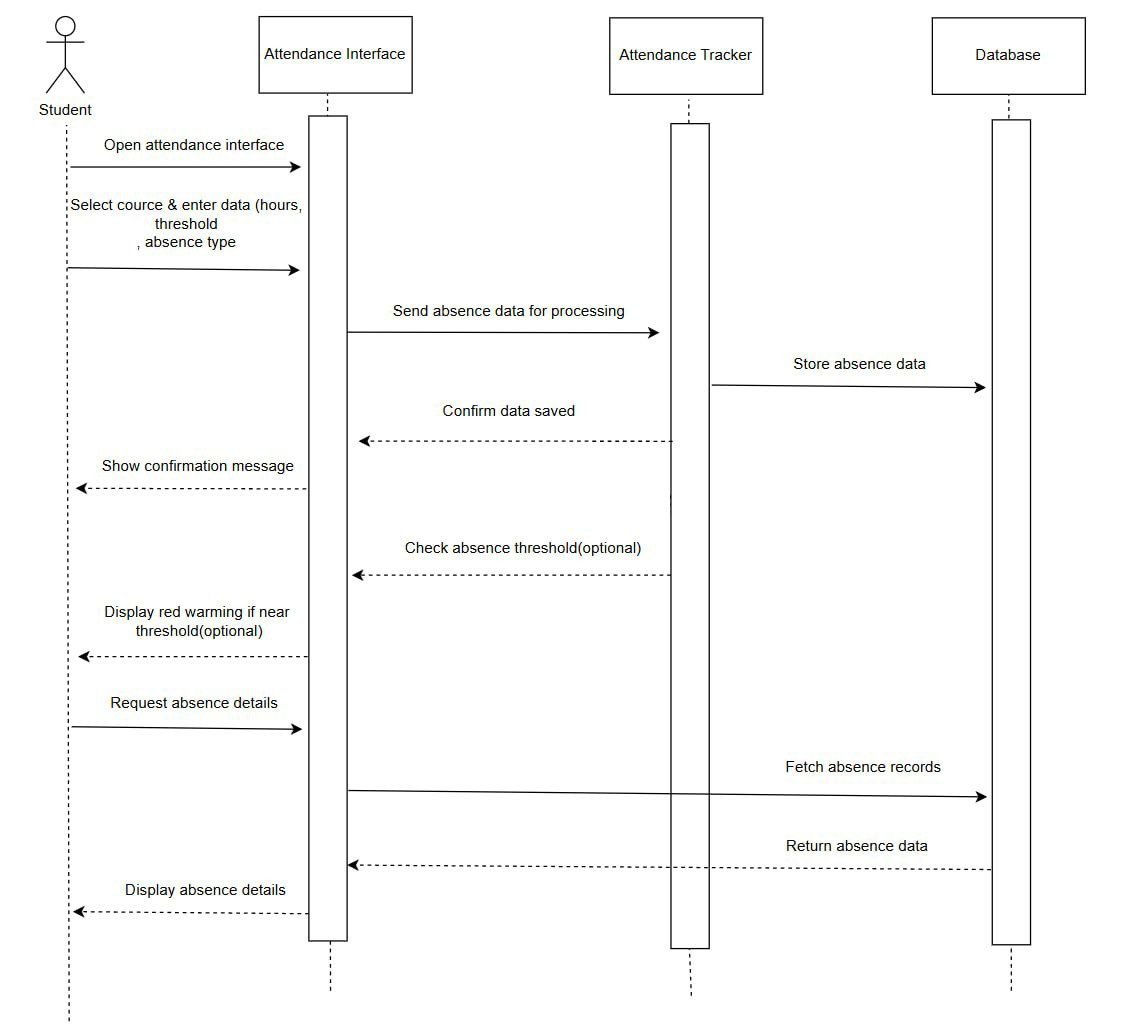 Student
Attendance Interface
Attendance Tracker
Database
Open attendance interface
Select cource & enter data (hours,
threshold
, absence type
Send absence data for processing
Store absence data
Confirm data saved
Show confirmation message
Check absence threshold(optional)
Display red warming if near
threshold(optional)
Request absence details
Fetch absence records
Return absence data
Display absence details